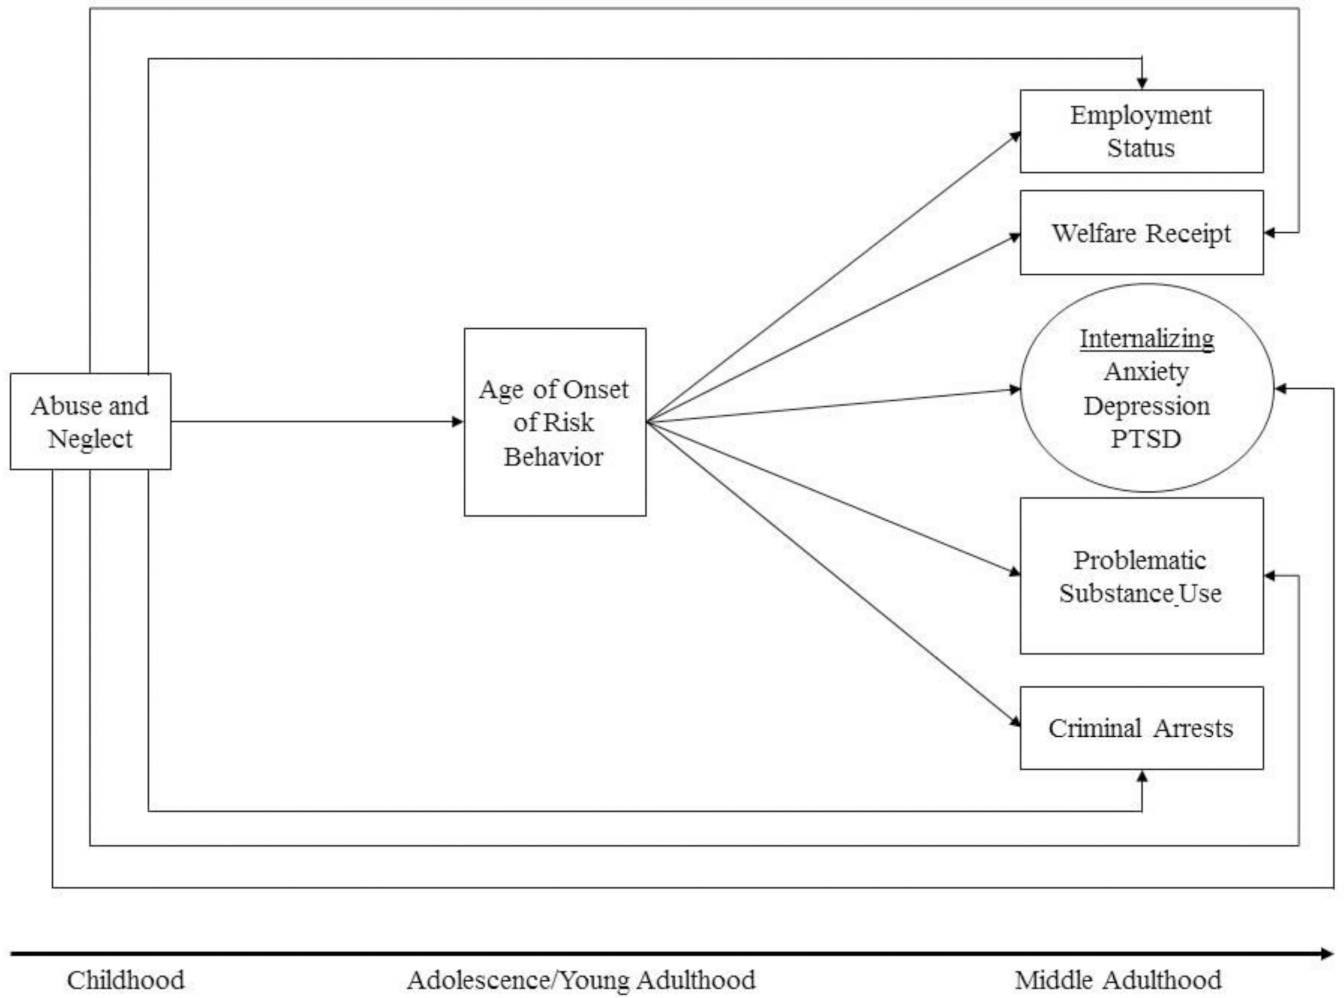 Employment
Status
Welfare Receipt
Internalizing
Anxiety
Depression
PTSD
Abuse and
Neglect
Age of Onset
of Risk
Behavior
Problematic
Substance Use
Criminal Arrests
Childhood
Adolescence/Young Adulthood
Middle Adulthood